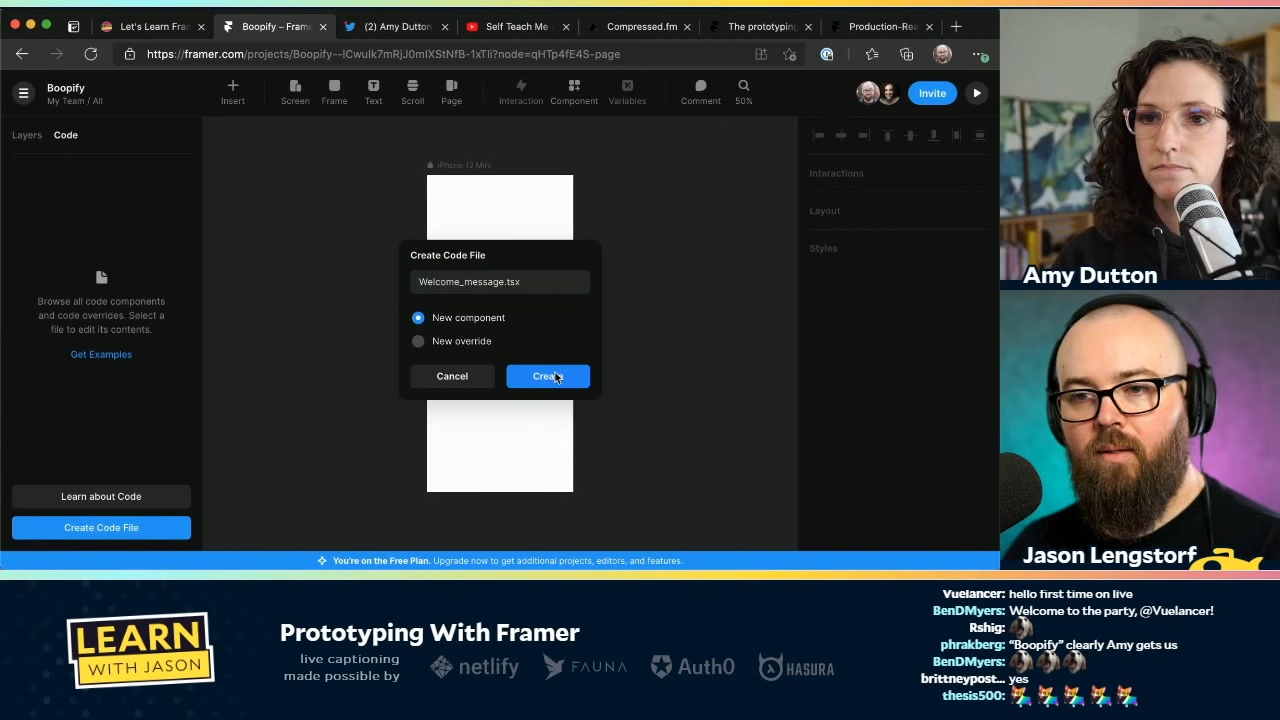 Let's Learn Fra
Boopify – Frame
(2) Amy Dutton
Self Teach Me -
Compressed.fm
The prototyping
Production-Rea
https://framer.com/projects/Boopify--lCwuIk7mRjJ0mIXStNfB-1xTIi?node=qHTp4fE4S-page
Boopify
My Team / All
Insert
Screen
Frame
Text
Scroll
Page
Interaction
Component
Variables
Comment
50%
Invite
Layers
Code
iPhone 12 Mini
Interactions
Layout
Styles
Browse all code components
and code overrides. Select a
file to edit its contents.
Get Examples
Create Code File
Welcome_message.tsx
New component
New override
Cancel
Create
Learn about Code
Create Code File
You're on the Free Plan. Upgrade now to get additional projects, editors, and features.
Amy Dutton
Jason Lengstorf
LEARN
WITH JASON
Prototyping With Framer
live captioning
made possible by
netlify
FAUNA
Auth0
HASURA
Vuelancer: hello first time on live
BenDMyers: Welcome to the party, @Vuelancer!
Rshig:
phrakberg: "Boopify" clearly Amy gets us
BenDMyers:
brittneypost... yes
thesis500: